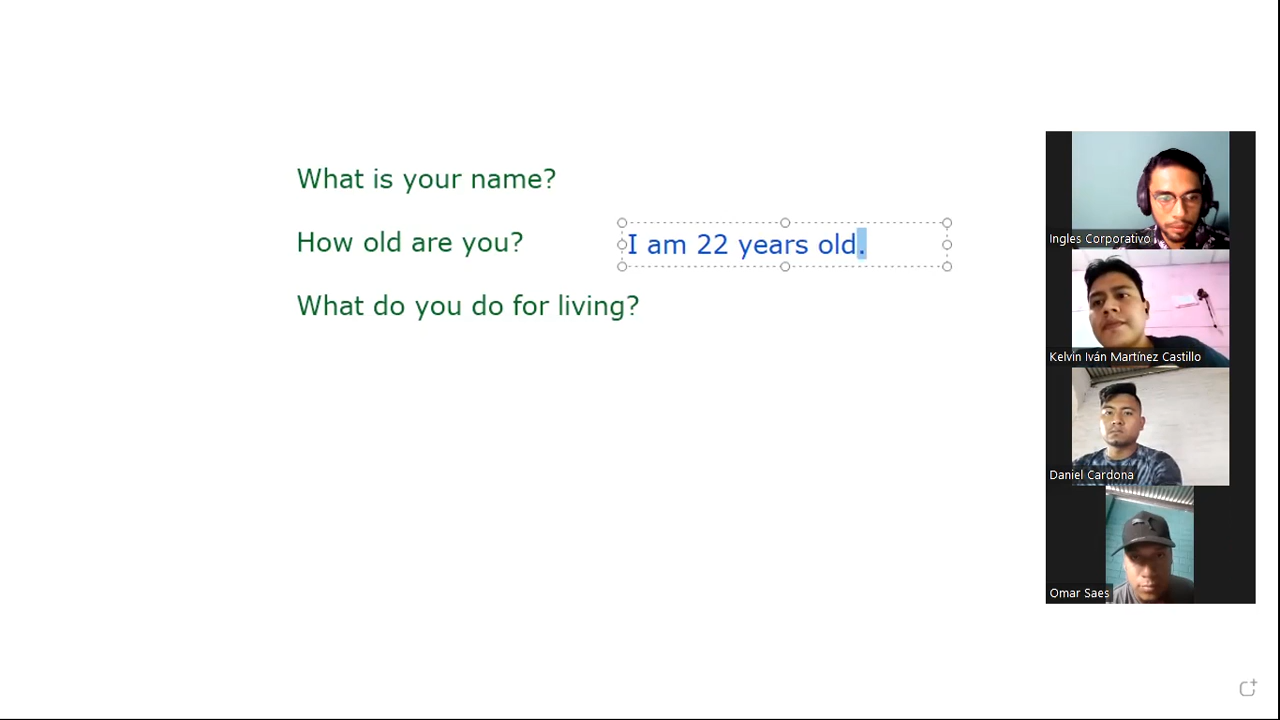 What is your name?
How old are you?
I am 22 years old.
What do you do for living?
Ingles Corporativo
Kelvin Iván Martínez Castillo
Daniel Cardona
Omar Saes